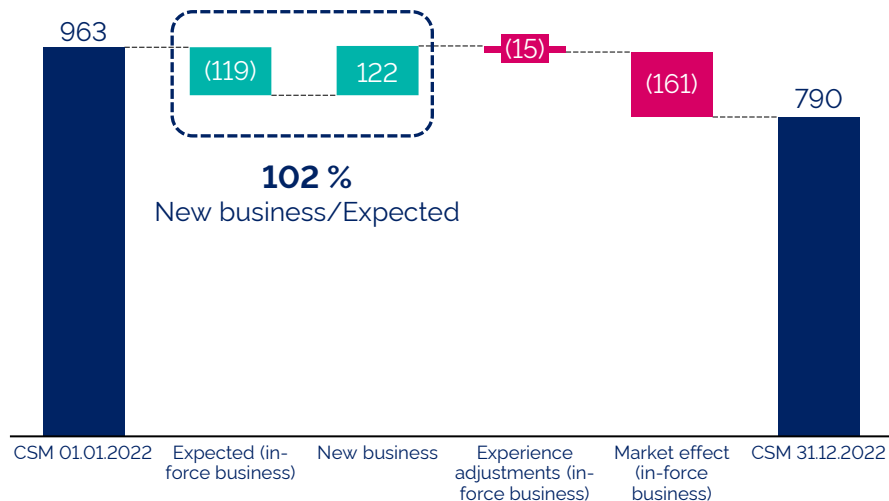 963
(119)
122
(15)
(161)
790
102 %
New business/Expected
CSM 01.01.2022
Expected (in-
force business)
New business
Experience
adjustments (in-
force business)
Market effect
(in-force
business)
CSM 31.12.2022